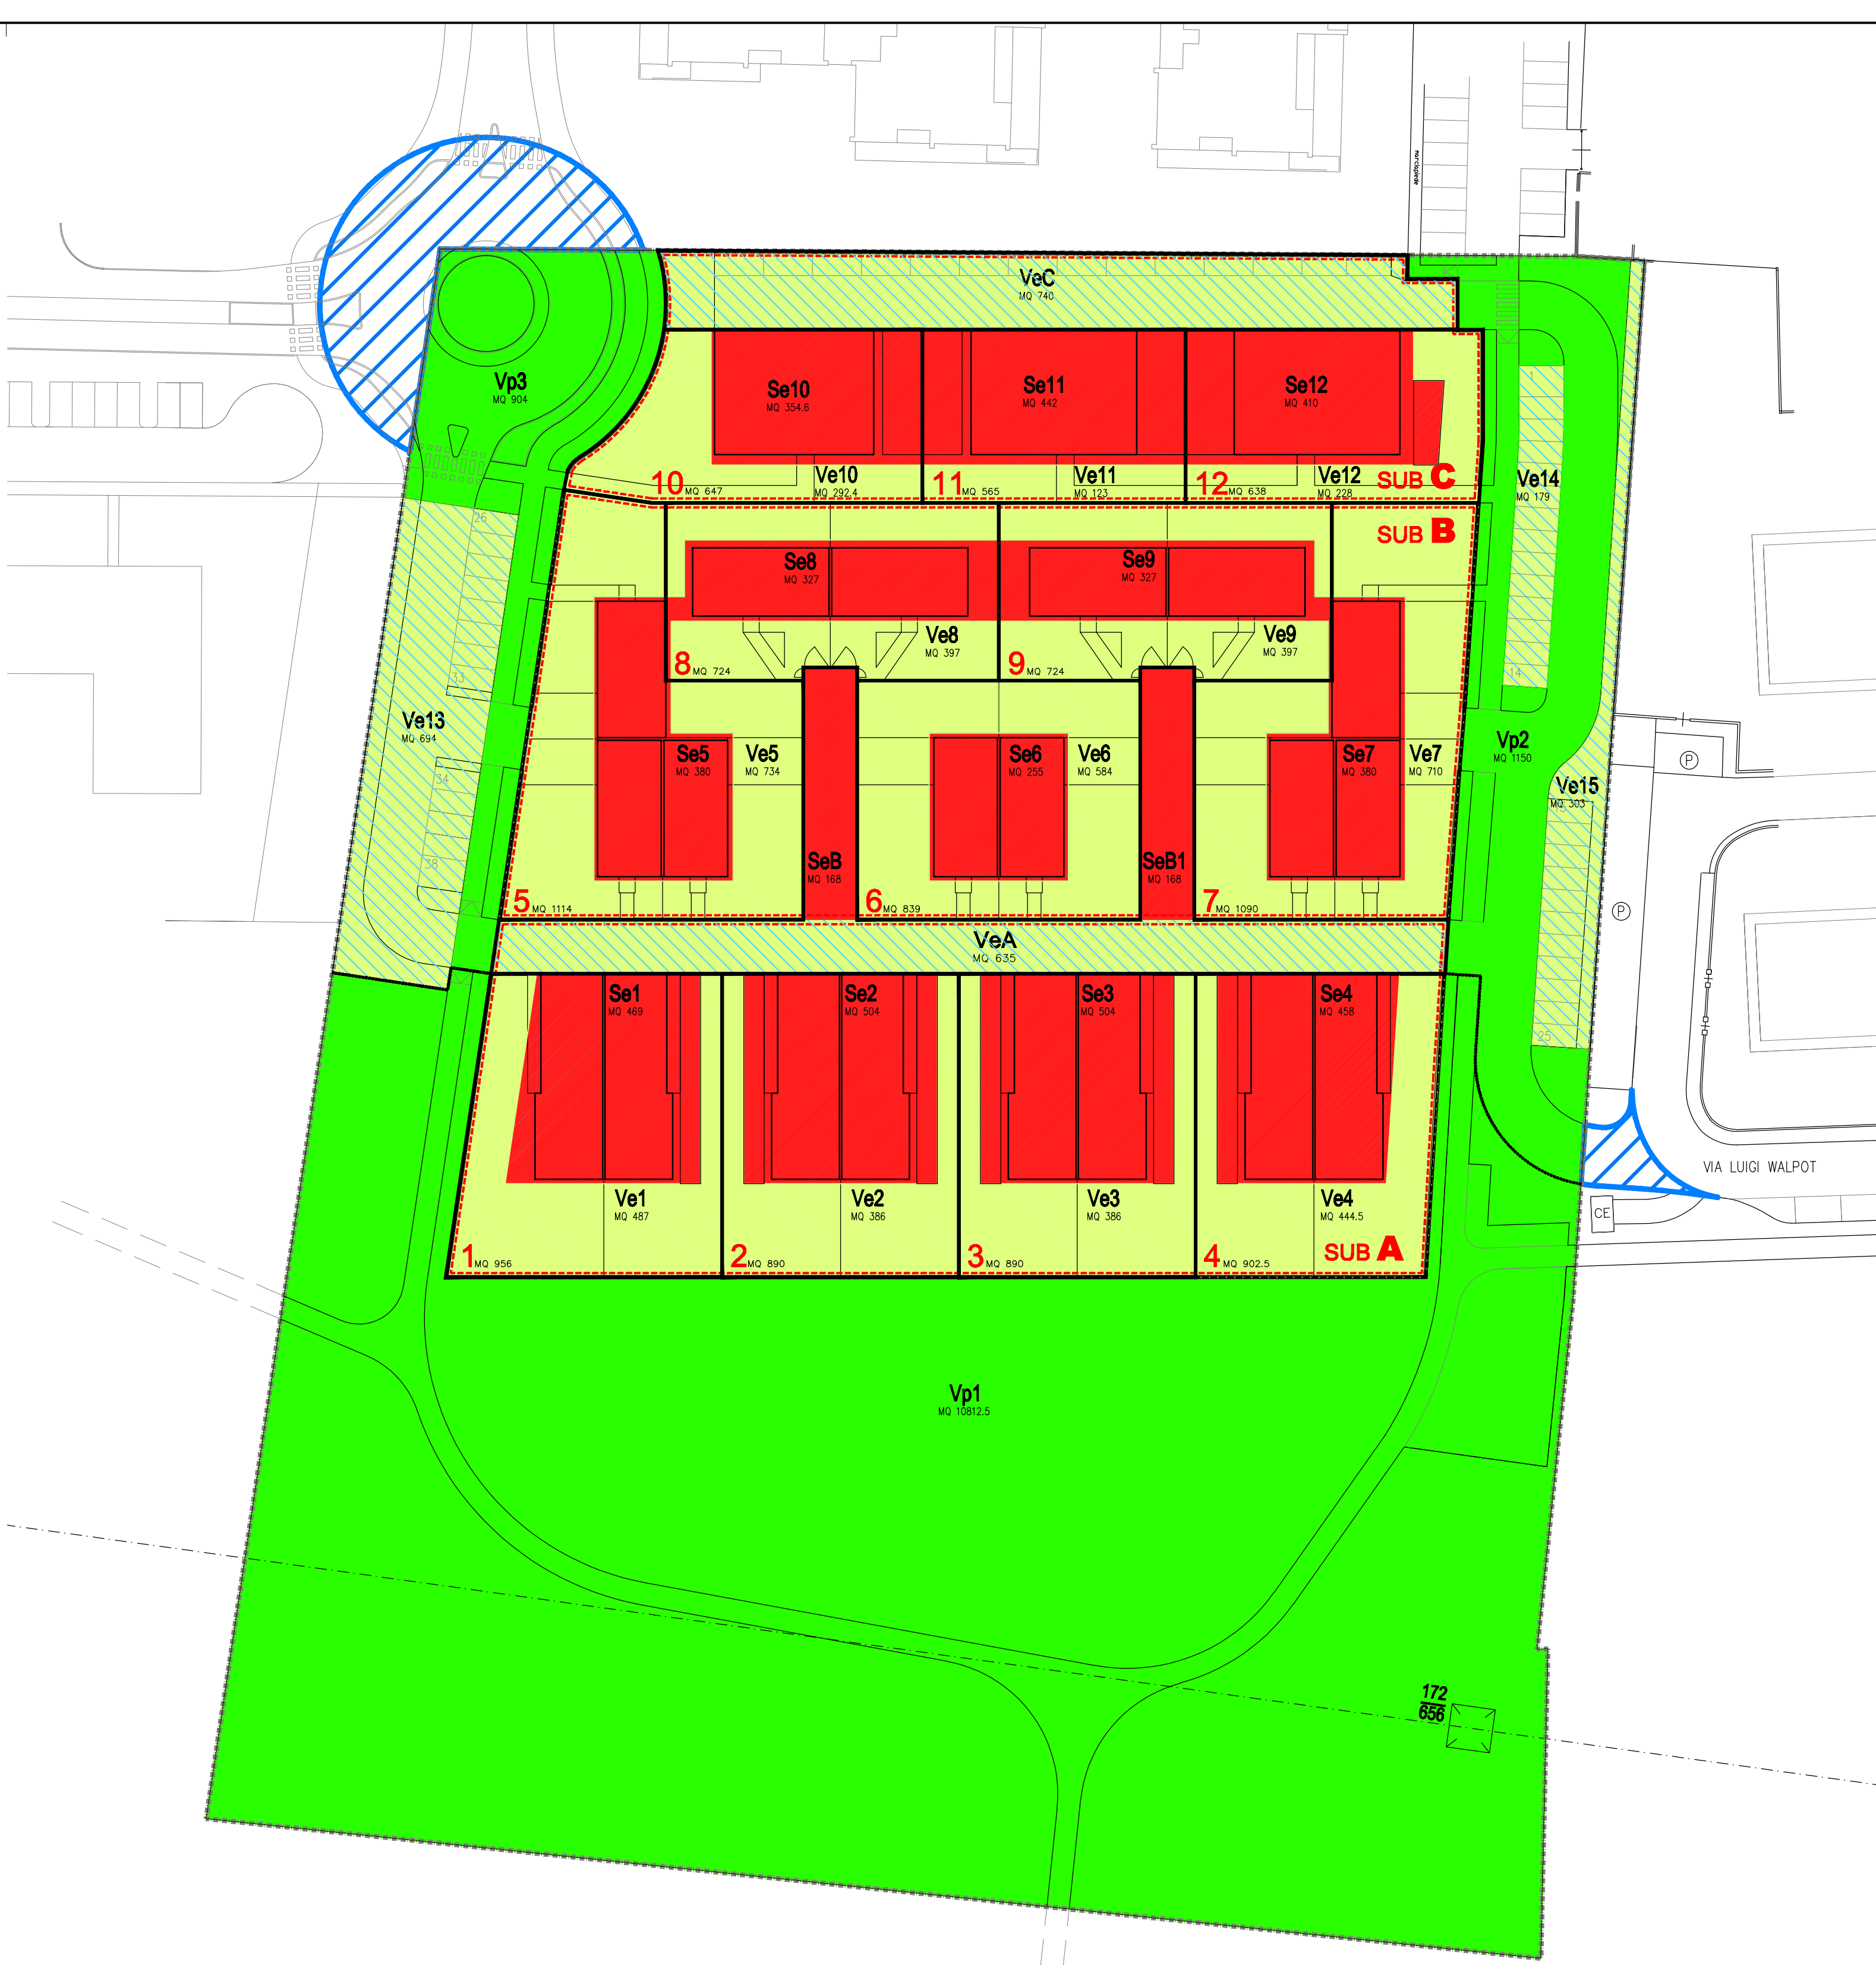 marciapiede
VeC
MQ 740
Vp3
MQ 904
Se10
MQ 354.6
Se11
MQ 442
Se12
MQ 410
1
10 MQ 647
Ve10
MQ 292.4
11 MQ 565
Ve11
MQ 123
12 MQ 638
Ve12
MQ 228
SUB C
Ve14
MQ 179
26
SUB B
Se8
MQ 327
Se9
MQ 327
Ve8
MQ 397
Ve9
MQ 397
8 MQ 724
9 MQ 724
33
14
Ve13
MQ 694
Se5
MQ 380
Ve5
MQ 734
Se6
MQ 255
Ve6
MQ 584
Se7
MQ 380
Ve7
MQ 710
Vp2
MQ 1150
P
34
Ve15
MQ 303
38
SeB
MQ 168
SeB1
MQ 168
5 MQ 1114
6 MQ 839
7 MQ 1090
P
VeA
MQ 635
Se1
MQ 469
Se2
MQ 504
Se3
MQ 504
Se4
MQ 458
25
VIA LUIGI WALPOT
Ve1
MQ 487
Ve2
MQ 386
Ve3
MQ 386
Ve4
MQ 444.5
CE
1 MQ 956
2 MQ 890
3 MQ 890
4 MQ 902.5
SUB A
Vp1
MQ 10812.5
172
656